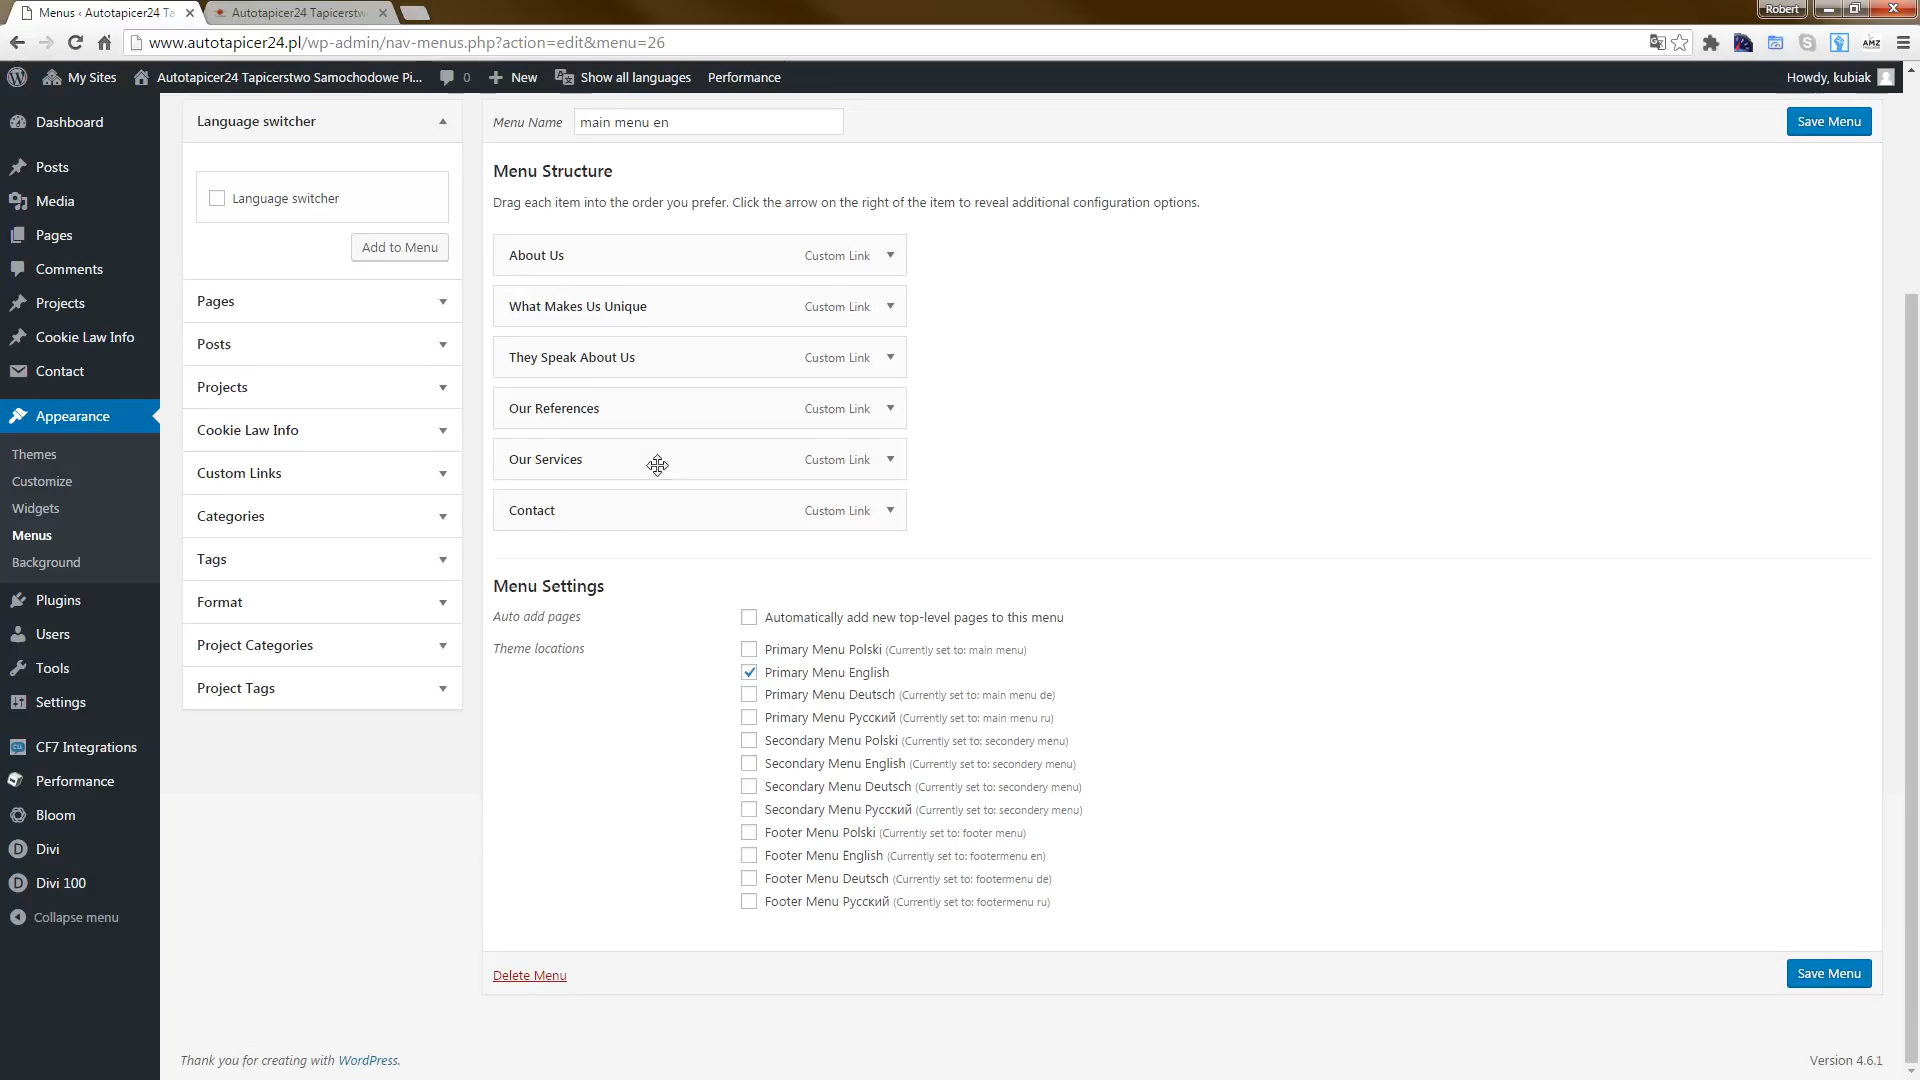 Menus ‹ Autotapicer24 Ta
Autotapicer24 Tapicerstw
Robert
www.autotapicer24.pl/wp-admin/nav-menus.php?action=edit&menu=26
AMZ
My Sites
Autotapicer24 Tapicerstwo Samochodowe Pi...
0
New
Show all languages
Performance
Howdy, kubiak
Dashboard
Posts
Media
Pages
Comments
Projects
Cookie Law Info
Contact
Appearance
Themes
Customize
Widgets
Menus
Background
Plugins
Users
Tools
Settings
CF7 Integrations
Performance
Bloom
Divi
Divi 100
Collapse menu
Language switcher
Language switcher
Add to Menu
Pages
Posts
Projects
Cookie Law Info
Custom Links
Categories
Tags
Format
Project Categories
Project Tags
Menu Name main menu en
Save Menu
Menu Structure
Drag each item into the order you prefer. Click the arrow on the right of the item to reveal additional configuration options.
About Us Custom Link
What Makes Us Unique Custom Link
They Speak About Us Custom Link
Our References Custom Link
Our Services Custom Link
Contact Custom Link
Menu Settings
Auto add pages Automatically add new top-level pages to this menu
Theme locations Primary Menu Polski (Currently set to: main menu)
Primary Menu English
Primary Menu Deutsch (Currently set to: main menu de)
Primary Menu Русский (Currently set to: main menu ru)
Secondary Menu Polski (Currently set to: secondery menu)
Secondary Menu English (Currently set to: secondery menu)
Secondary Menu Deutsch (Currently set to: secondery menu)
Secondary Menu Русский (Currently set to: secondery menu)
Footer Menu Polski (Currently set to: footer menu)
Footer Menu English (Currently set to: footermenu en)
Footer Menu Deutsch (Currently set to: footermenu de)
Footer Menu Русский (Currently set to: footermenu ru)
Delete Menu
Save Menu
Thank you for creating with WordPress.
Version 4.6.1